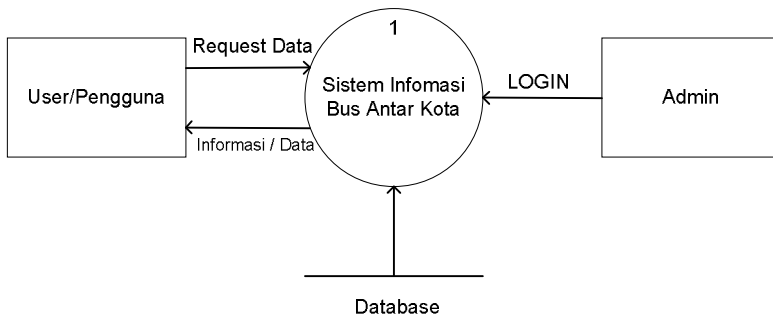 1
Request Data
User/Pengguna
Informasi / Data
Sistem Infomasi
Bus Antar Kota
LOGIN
Admin
Database